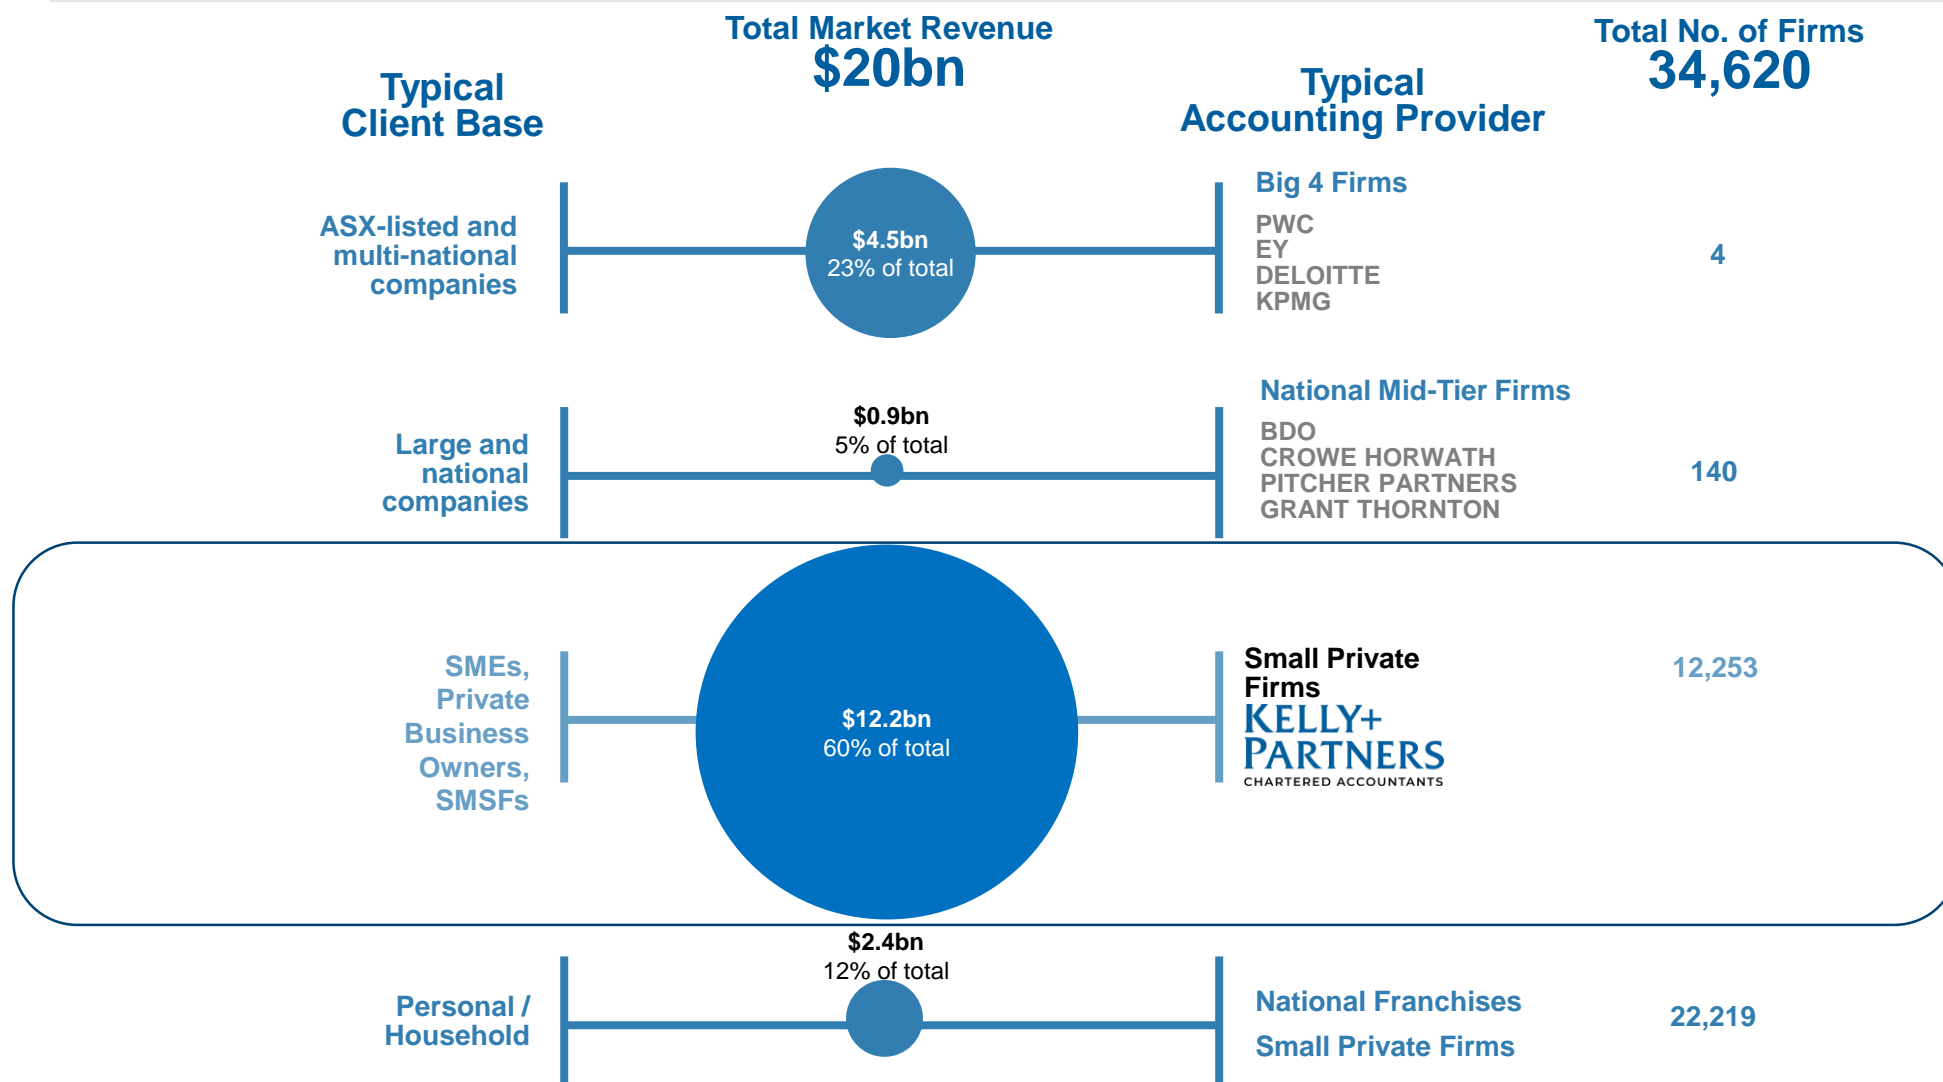 Total Market Revenue
$20bn
Total No. of Firms
34,620
Typical
Client Base
Typical
Accounting Provider
ASX-listed and
multi-national
companies
$4.5bn
23% of total
Big 4 Firms
PWC
EY
DELOITTE
KPMG
4
Large and
national
companies
$0.9bn
5% of total
National Mid-Tier Firms
BDO
CROWE HORWATH
PITCHER PARTNERS
GRANT THORNTON
140
SMEs,
Private
Business
Owners,
SMSFs
$12.2bn
60% of total
Small Private
Firms
KELLY+
PARTNERS
CHARTERED ACCOUNTANTS
12,253
Personal /
Household
$2.4bn
12% of total
National Franchises
Small Private Firms
22,219